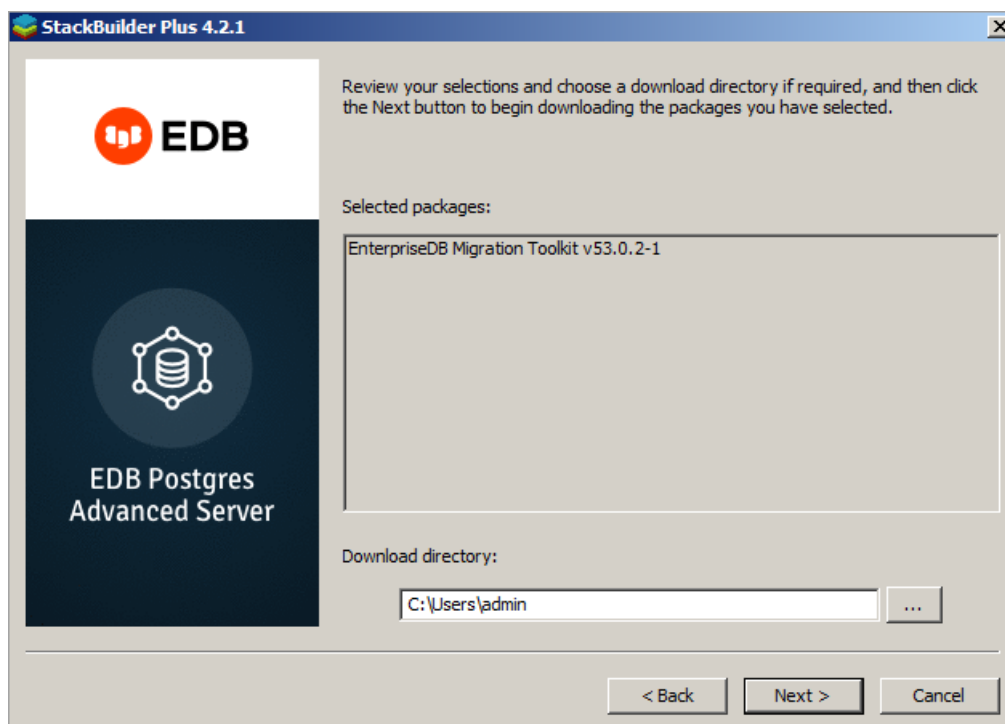 StackBuilder Plus 4.2.1
EDB
Review your selections and choose a download directory if required, and then click
the Next button to begin downloading the packages you have selected.
Selected packages:
EnterpriseDB Migration Toolkit v53.0.2-1
EDB Postgres
Advanced Server
Download directory:
C:\Users\admin
...
< Back
Next >
Cancel